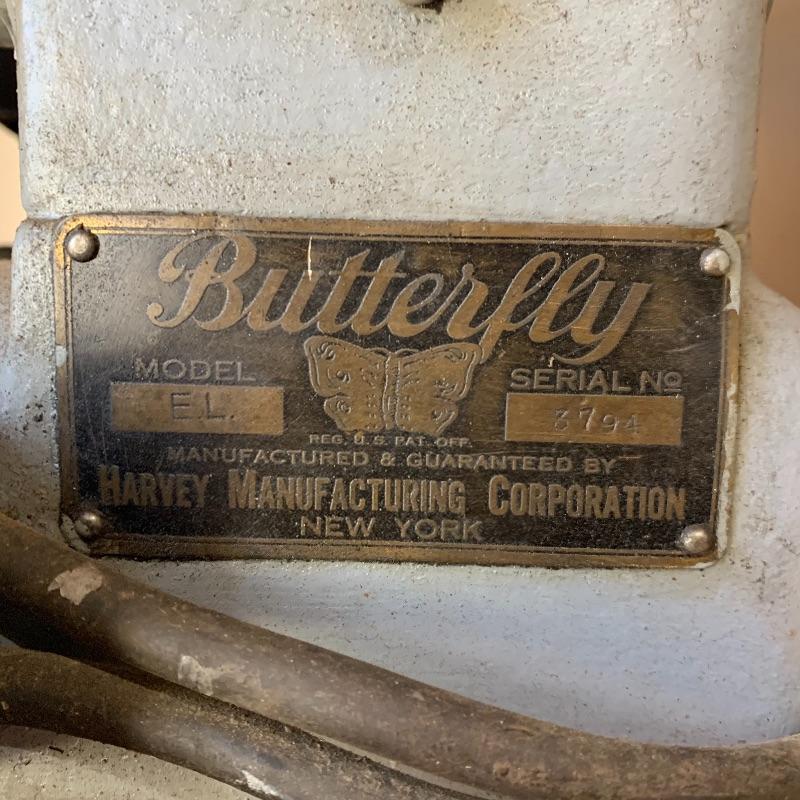 Butterfly
MODEL
E.L.
SERIAL No
3794
REG. U.S. PAT. OFF.
MANUFACTURED & GUARANTEED BY
HARVEY MANUFACTURING CORPORATION
NEW YORK